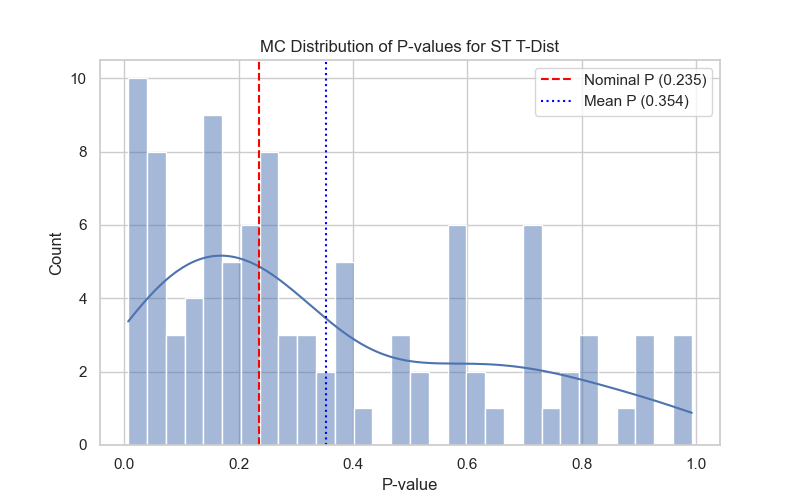 MC Distribution of P-values for ST T-Dist
Nominal P (0.235)
Mean P (0.354)
Count
10
8
6
4
2
0
0.0 0.2 0.4 0.6 0.8 1.0
P-value